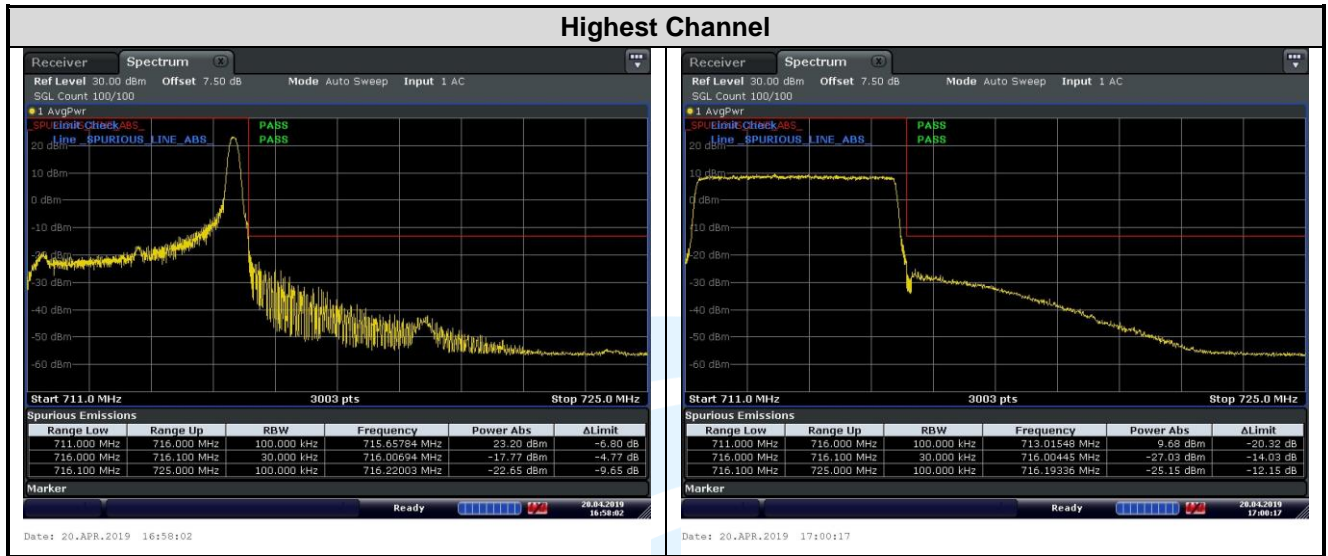 Highest Channel
Receiver Spectrum
Ref Level 30.00 dBm Offset 7.50 dB Mode Auto Sweep Input 1 AC
SGL Count 100/100
1 AvgPwr
Limit Check PASS
Line _SPURIOUS_LINE_ABS_ PASS
20 dBm
10 dBm
0 dBm
-10 dBm
-20 dBm
-30 dBm
-40 dBm
-50 dBm
-60 dBm
Start 711.0 MHz 3003 pts Stop 725.0 MHz
Spurious Emissions
Range Low Range Up RBW Frequency Power Abs ΔLimit
711.000 MHz 716.000 MHz 100.000 kHz 715.65784 MHz 23.20 dBm -6.80 dB
716.000 MHz 716.100 MHz 30.000 kHz 716.00694 MHz -17.77 dBm -4.77 dB
716.100 MHz 725.000 MHz 100.000 kHz 716.22003 MHz -22.65 dBm -9.65 dB
Marker
Ready 20.04.2019
16:58:02
Date: 20.APR.2019 16:58:02
Receiver Spectrum
Ref Level 30.00 dBm Offset 7.50 dB Mode Auto Sweep Input 1 AC
SGL Count 100/100
1 AvgPwr
Limit Check PASS
Line _SPURIOUS_LINE_ABS_ PASS
20 dBm
10 dBm
0 dBm
-10 dBm
-20 dBm
-30 dBm
-40 dBm
-50 dBm
-60 dBm
Start 711.0 MHz 3003 pts Stop 725.0 MHz
Spurious Emissions
Range Low Range Up RBW Frequency Power Abs ΔLimit
711.000 MHz 716.000 MHz 100.000 kHz 713.01548 MHz 9.68 dBm -20.32 dB
716.000 MHz 716.100 MHz 30.000 kHz 716.00445 MHz -27.03 dBm -14.03 dB
716.100 MHz 725.000 MHz 100.000 kHz 716.19336 MHz -25.15 dBm -12.15 dB
Marker
Ready 20.04.2019
17:00:17
Date: 20.APR.2019 17:00:17